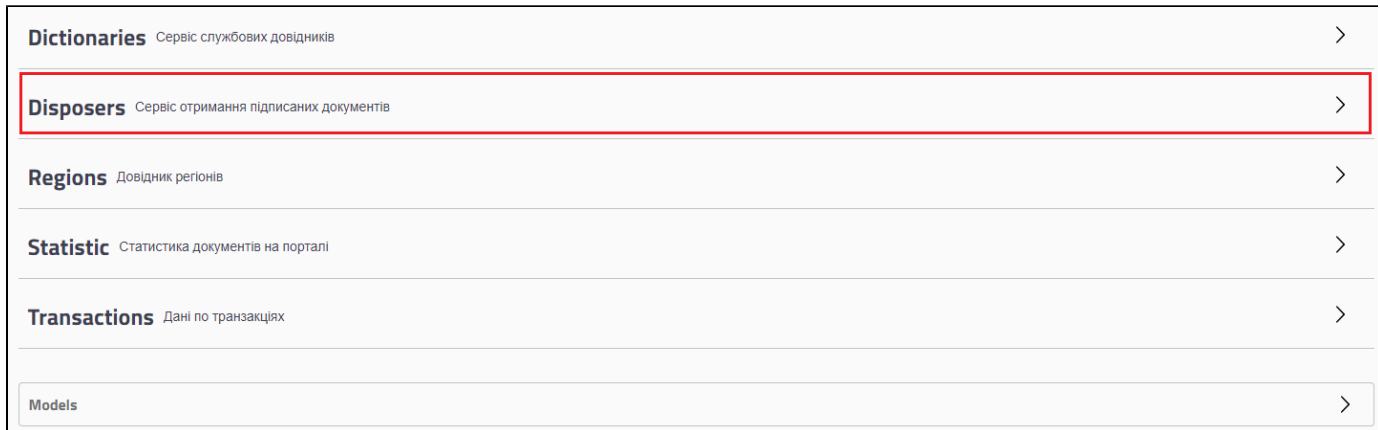 Dictionaries Сервіс службових довідників
Disposers Сервіс отримання підписаних документів
Regions Довідник регіонів
Statistic Статистика документів на порталі
Transactions Дані по транзакціях
Models